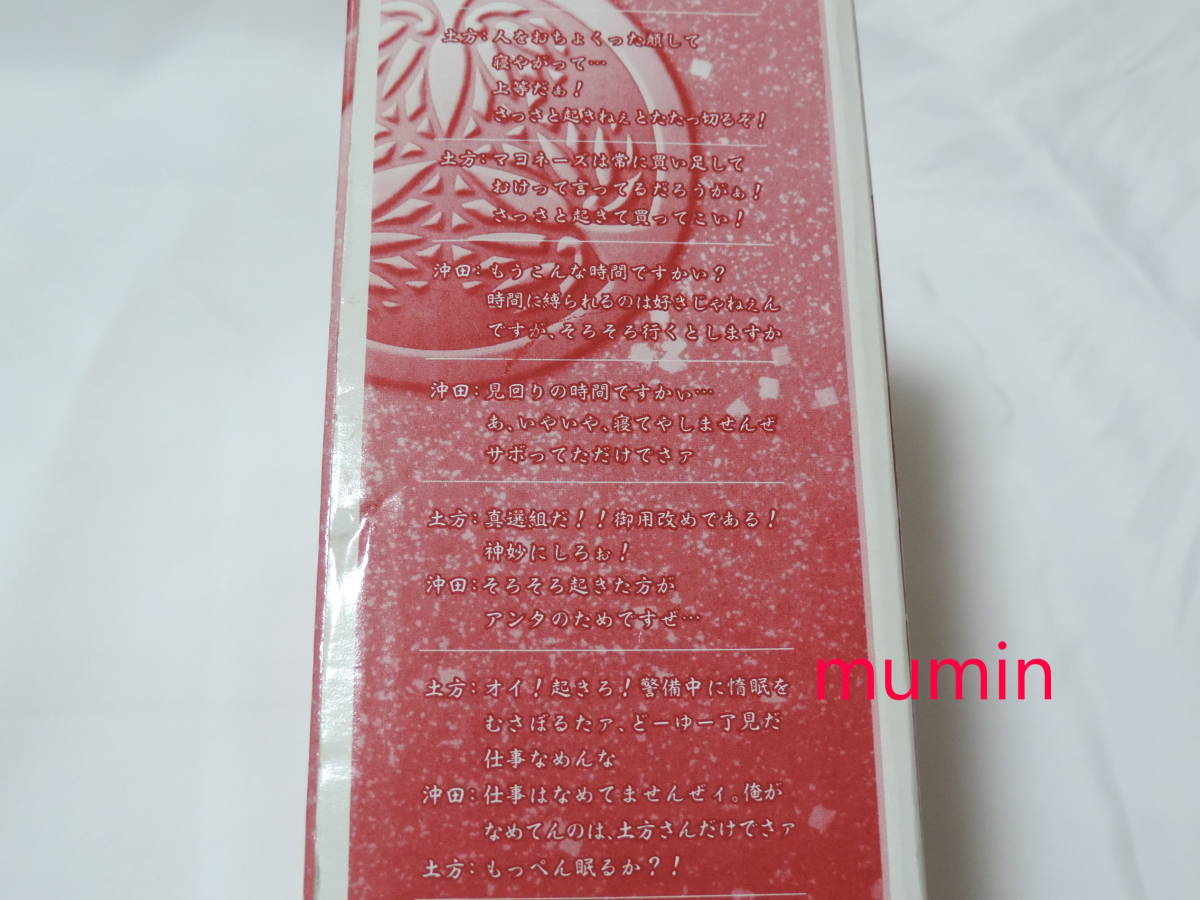 土方：人をおちょくった顔して
寝やがって…
上等だぁ！
さっさと起きねぇとたたっ切るぞ！
土方：マヨネーズは常に買い足して
おけって言ってるだろうがぁ！
さっさと起きて買ってこい！
沖田：もうこんな時間ですかい？
時間に縛られるのは好きじゃねぇん
ですが、そろそろ行くとしますか
沖田：見回りの時間ですかぃ…
あ、いやいや、寝てやしませんぜ
サボってただけでさァ
土方：真選組だ！！御用改めである！
神妙にしろぉ！
沖田：そろそろ起きた方が
アンタのためですぜ…
土方：オイ！起きろ！警備中に惰眠を
むさぼるたァ、どーゆー了見だ
仕事なめんな
沖田：仕事はなめてませんぜィ。俺が
なめてんのは、土方さんだけでさァ
土方：もっぺん眠るか？！
mumin